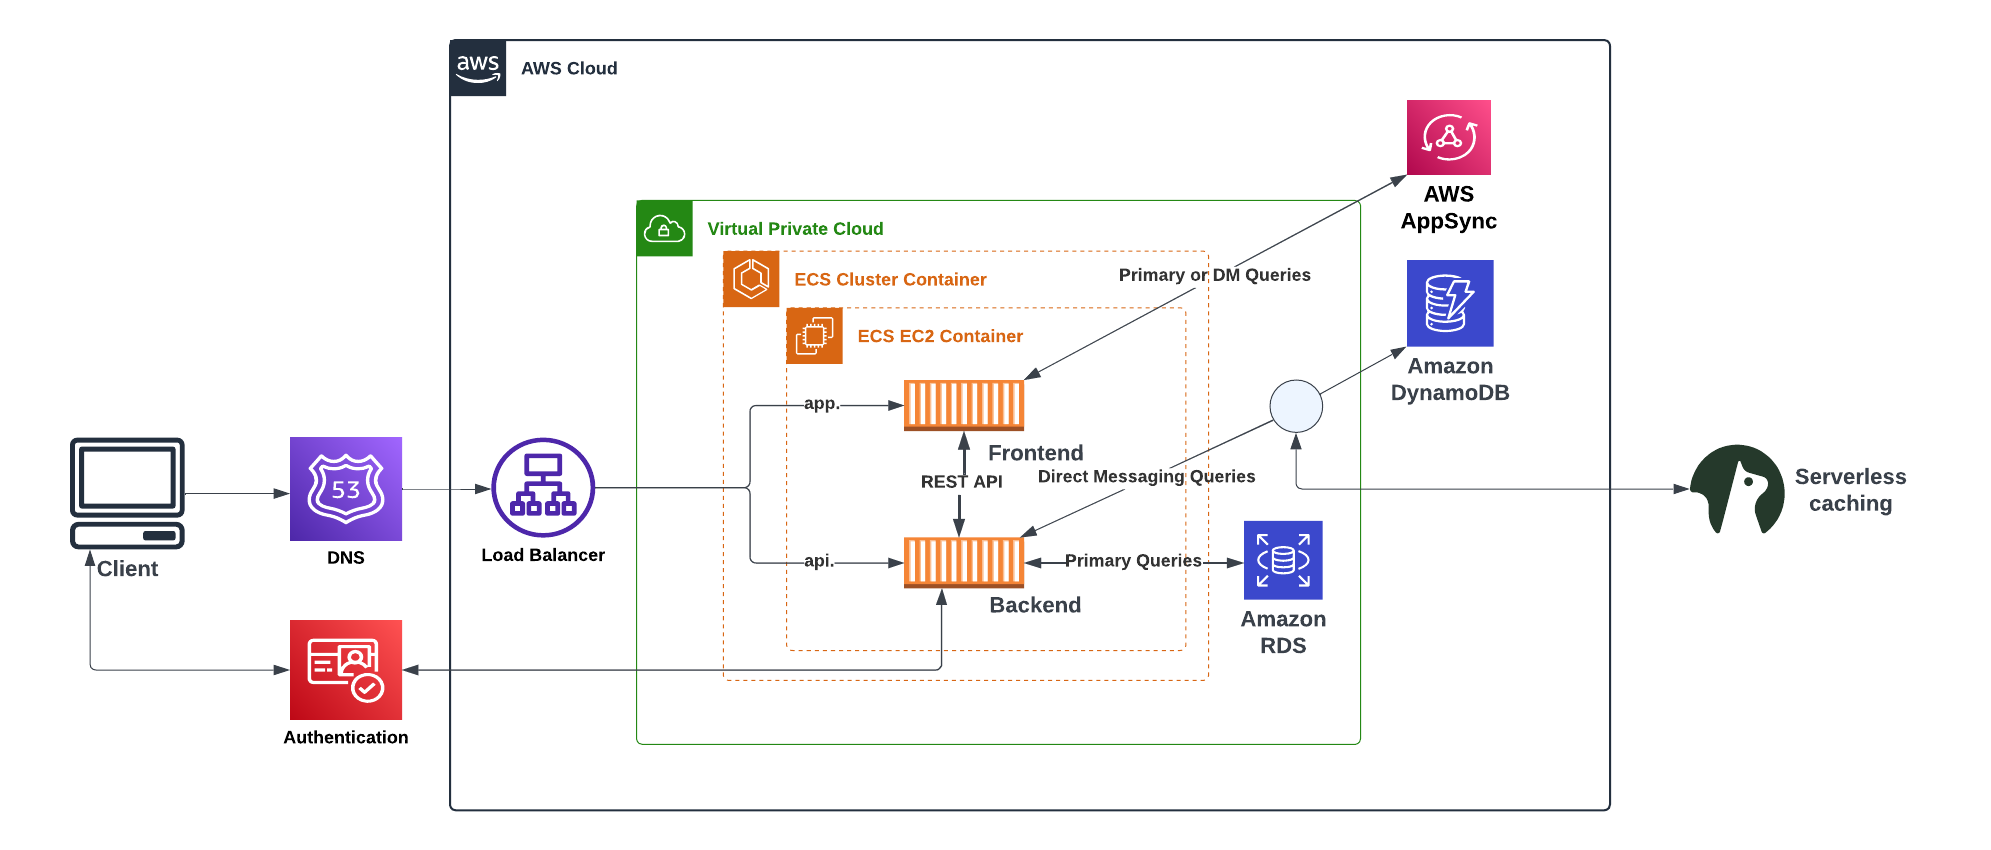 aws
AWS Cloud
AWS
AppSync
Virtual Private Cloud
ECS Cluster Container
Primary or DM Queries
ECS EC2 Container
Amazon
DynamoDB
app.
Frontend
REST API
Direct Messaging Queries
Serverless
caching
53
DNS
Load Balancer
Client
api.
Primary Queries
Backend
Amazon
RDS
Authentication